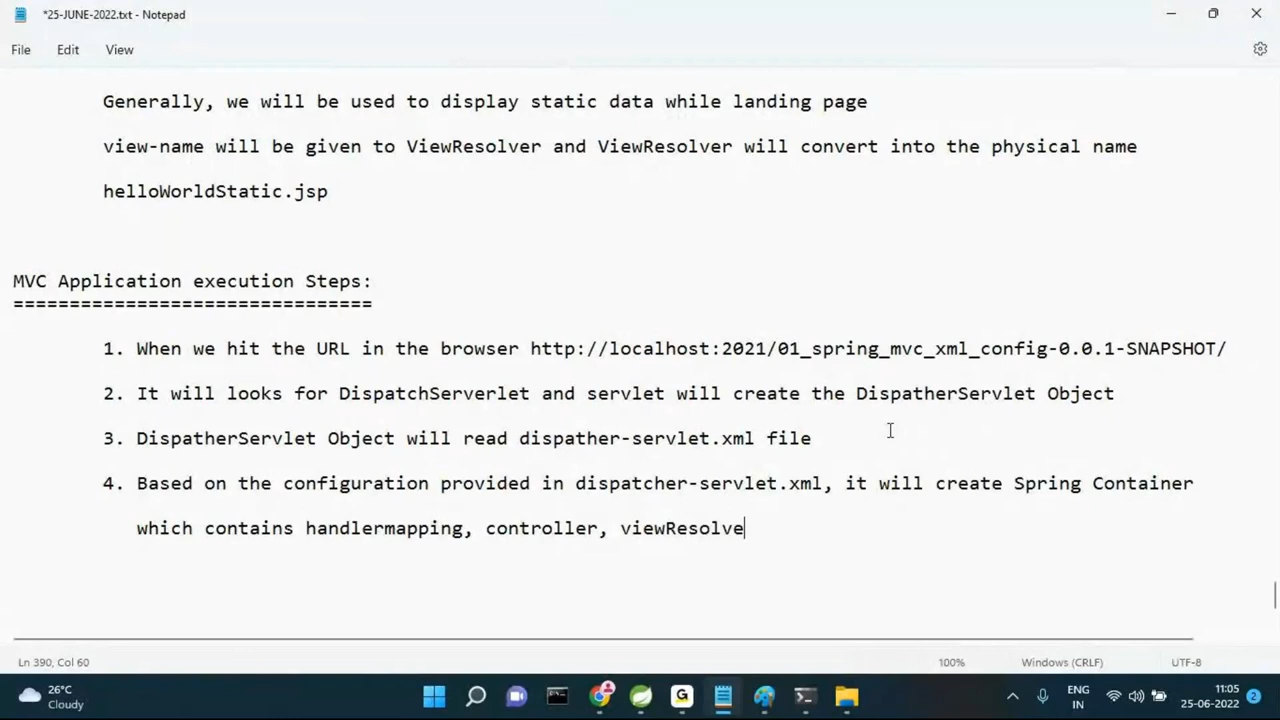 *25-JUNE-2022.txt - Notepad
File Edit View
Generally, we will be used to display static data while landing page
view-name will be given to ViewResolver and ViewResolver will convert into the physical name
helloWorldStatic.jsp
MVC Application execution Steps:
================================
1. When we hit the URL in the browser http://localhost:2021/01_spring_mvc_xml_config-0.0.1-SNAPSHOT/
2. It will looks for DispatchServerlet and servlet will create the DispatherServlet Object
3. DispatherServlet Object will read dispather-servlet.xml file
4. Based on the configuration provided in dispatcher-servlet.xml, it will create Spring Container
which contains handlermapping, controller, viewResolve
Ln 390, Col 60 100% Windows (CRLF) UTF-8
26°C
Cloudy
ENG
IN
11:05
25-06-2022
2